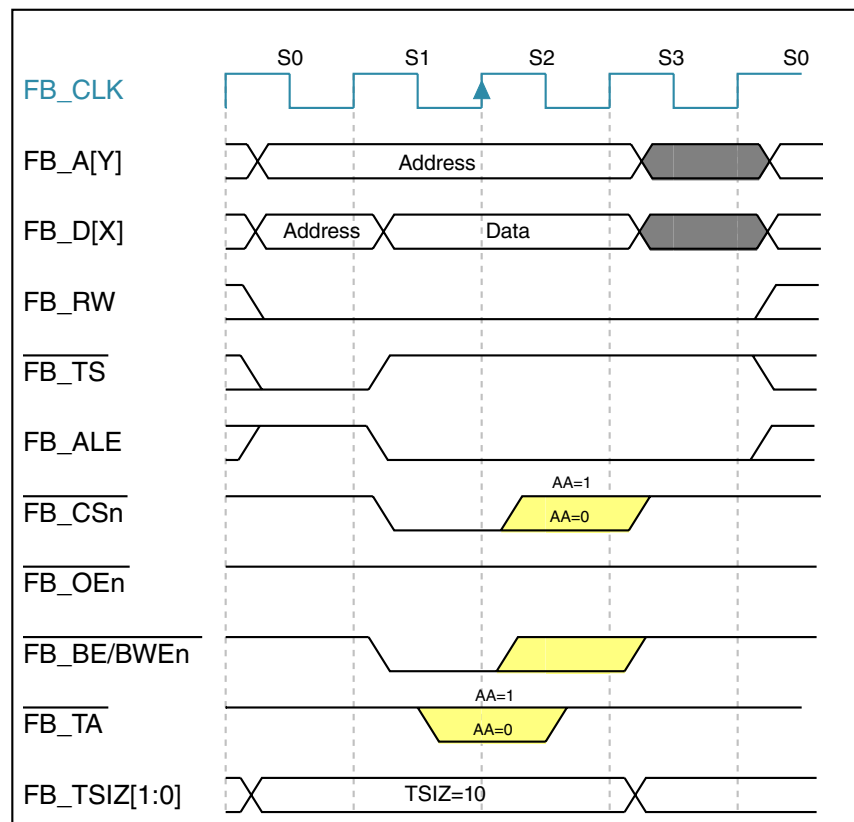 S0 S1 S2 S3 S0
FB_CLK
FB_A[Y] Address
FB_D[X] Address Data
FB_RW
FB_TS
FB_ALE
AA=1
FB_CSn AA=0
FB_OEn
FB_BE/BWEn
AA=1
FB_TA AA=0
FB_TSIZ[1:0] TSIZ=10